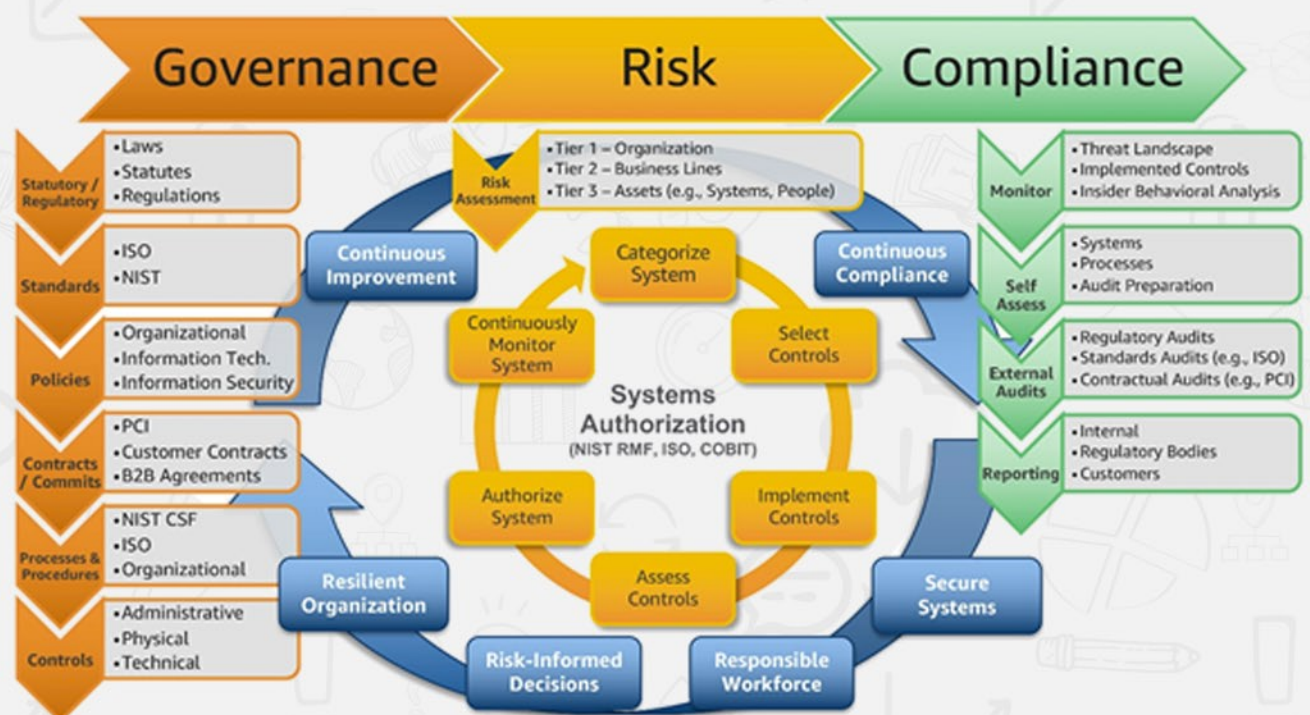 Governance
Risk
Compliance
Statutory /
Regulatory
▪Laws
▪Statutes
▪Regulations
Standards
▪ISO
▪NIST
Policies
▪Organizational
▪Information Tech.
▪Information Security
Contracts
/ Commits
▪PCI
▪Customer Contracts
▪B2B Agreements
Processes &
Procedures
▪NIST CSF
▪ISO
▪Organizational
Controls
▪Administrative
▪Physical
▪Technical
Risk
Assessment
▪Tier 1 – Organization
▪Tier 2 – Business Lines
▪Tier 3 – Assets (e.g., Systems, People)
Continuous
Improvement
Continuous
Compliance
Categorize
System
Select
Controls
Implement
Controls
Assess
Controls
Authorize
System
Continuously
Monitor
System
Systems
Authorization
(NIST RMF, ISO, COBIT)
Secure
Systems
Responsible
Workforce
Risk-Informed
Decisions
Resilient
Organization
Monitor
▪Threat Landscape
▪Implemented Controls
▪Insider Behavioral Analysis
Self
Assess
▪Systems
▪Processes
▪Audit Preparation
External
Audits
▪Regulatory Audits
▪Standards Audits (e.g., ISO)
▪Contractual Audits (e.g., PCI)
Reporting
▪Internal
▪Regulatory Bodies
▪Customers